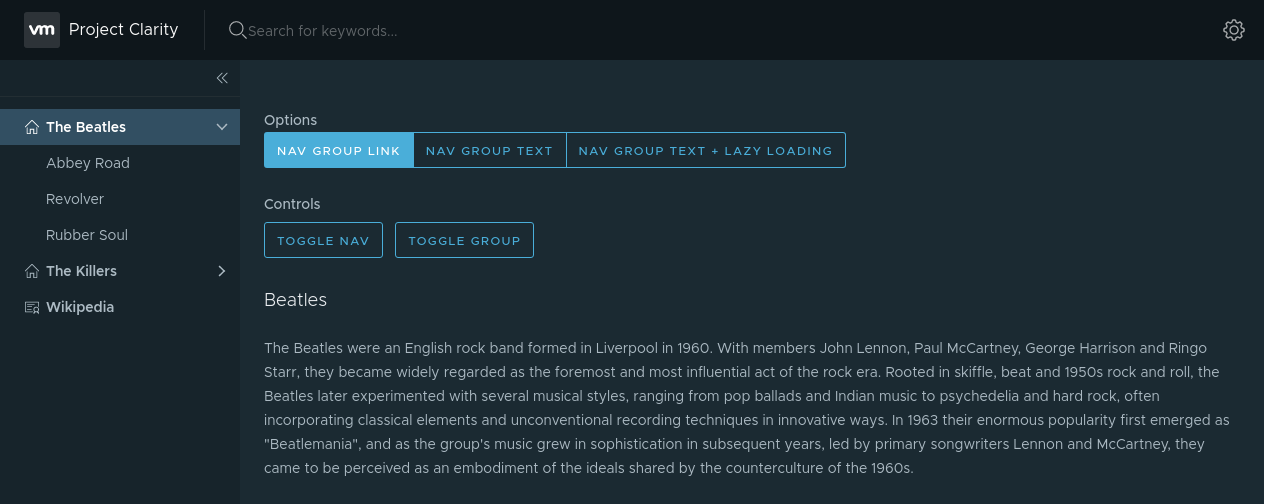 vm Project Clarity
Search for keywords...
The Beatles
Abbey Road
Revolver
Rubber Soul
The Killers
Wikipedia
Options
NAV GROUP LINK NAV GROUP TEXT NAV GROUP TEXT + LAZY LOADING
Controls
TOGGLE NAV TOGGLE GROUP
Beatles
The Beatles were an English rock band formed in Liverpool in 1960. With members John Lennon, Paul McCartney, George Harrison and Ringo
Starr, they became widely regarded as the foremost and most influential act of the rock era. Rooted in skiffle, beat and 1950s rock and roll, the
Beatles later experimented with several musical styles, ranging from pop ballads and Indian music to psychedelia and hard rock, often
incorporating classical elements and unconventional recording techniques in innovative ways. In 1963 their enormous popularity first emerged as
"Beatlemania", and as the group's music grew in sophistication in subsequent years, led by primary songwriters Lennon and McCartney, they
came to be perceived as an embodiment of the ideals shared by the counterculture of the 1960s.